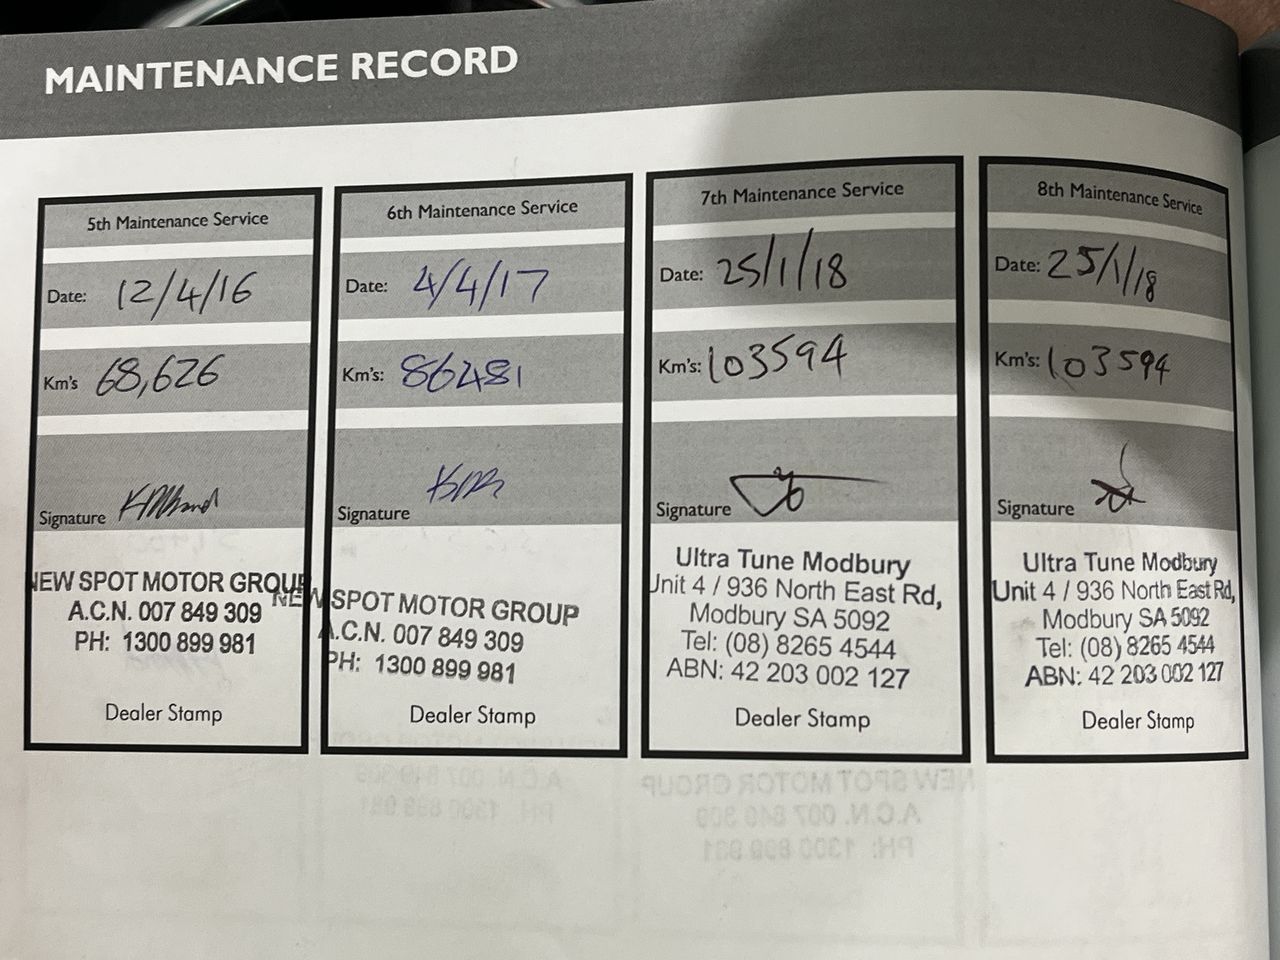 MAINTENANCE RECORD
5th Maintenance Service
Date: 12/4/16
Km's 68,626
Signature
NEW SPOT MOTOR GROUP
A.C.N. 007 849 309
PH: 1300 899 981
Dealer Stamp
6th Maintenance Service
Date: 4/4/17
Km's: 86481
Signature
NEW SPOT MOTOR GROUP
A.C.N. 007 849 309
PH: 1300 899 981
Dealer Stamp
7th Maintenance Service
Date: 25/1/18
Km's: 103594
Signature
Ultra Tune Modbury
Unit 4 / 936 North East Rd,
Modbury SA 5092
Tel: (08) 8265 4544
ABN: 42 203 002 127
Dealer Stamp
8th Maintenance Service
Date: 25/1/18
Km's: 103594
Signature
Ultra Tune Modbury
Unit 4 / 936 North East Rd,
Modbury SA 5092
Tel: (08) 8265 4544
ABN: 42 203 002 127
Dealer Stamp